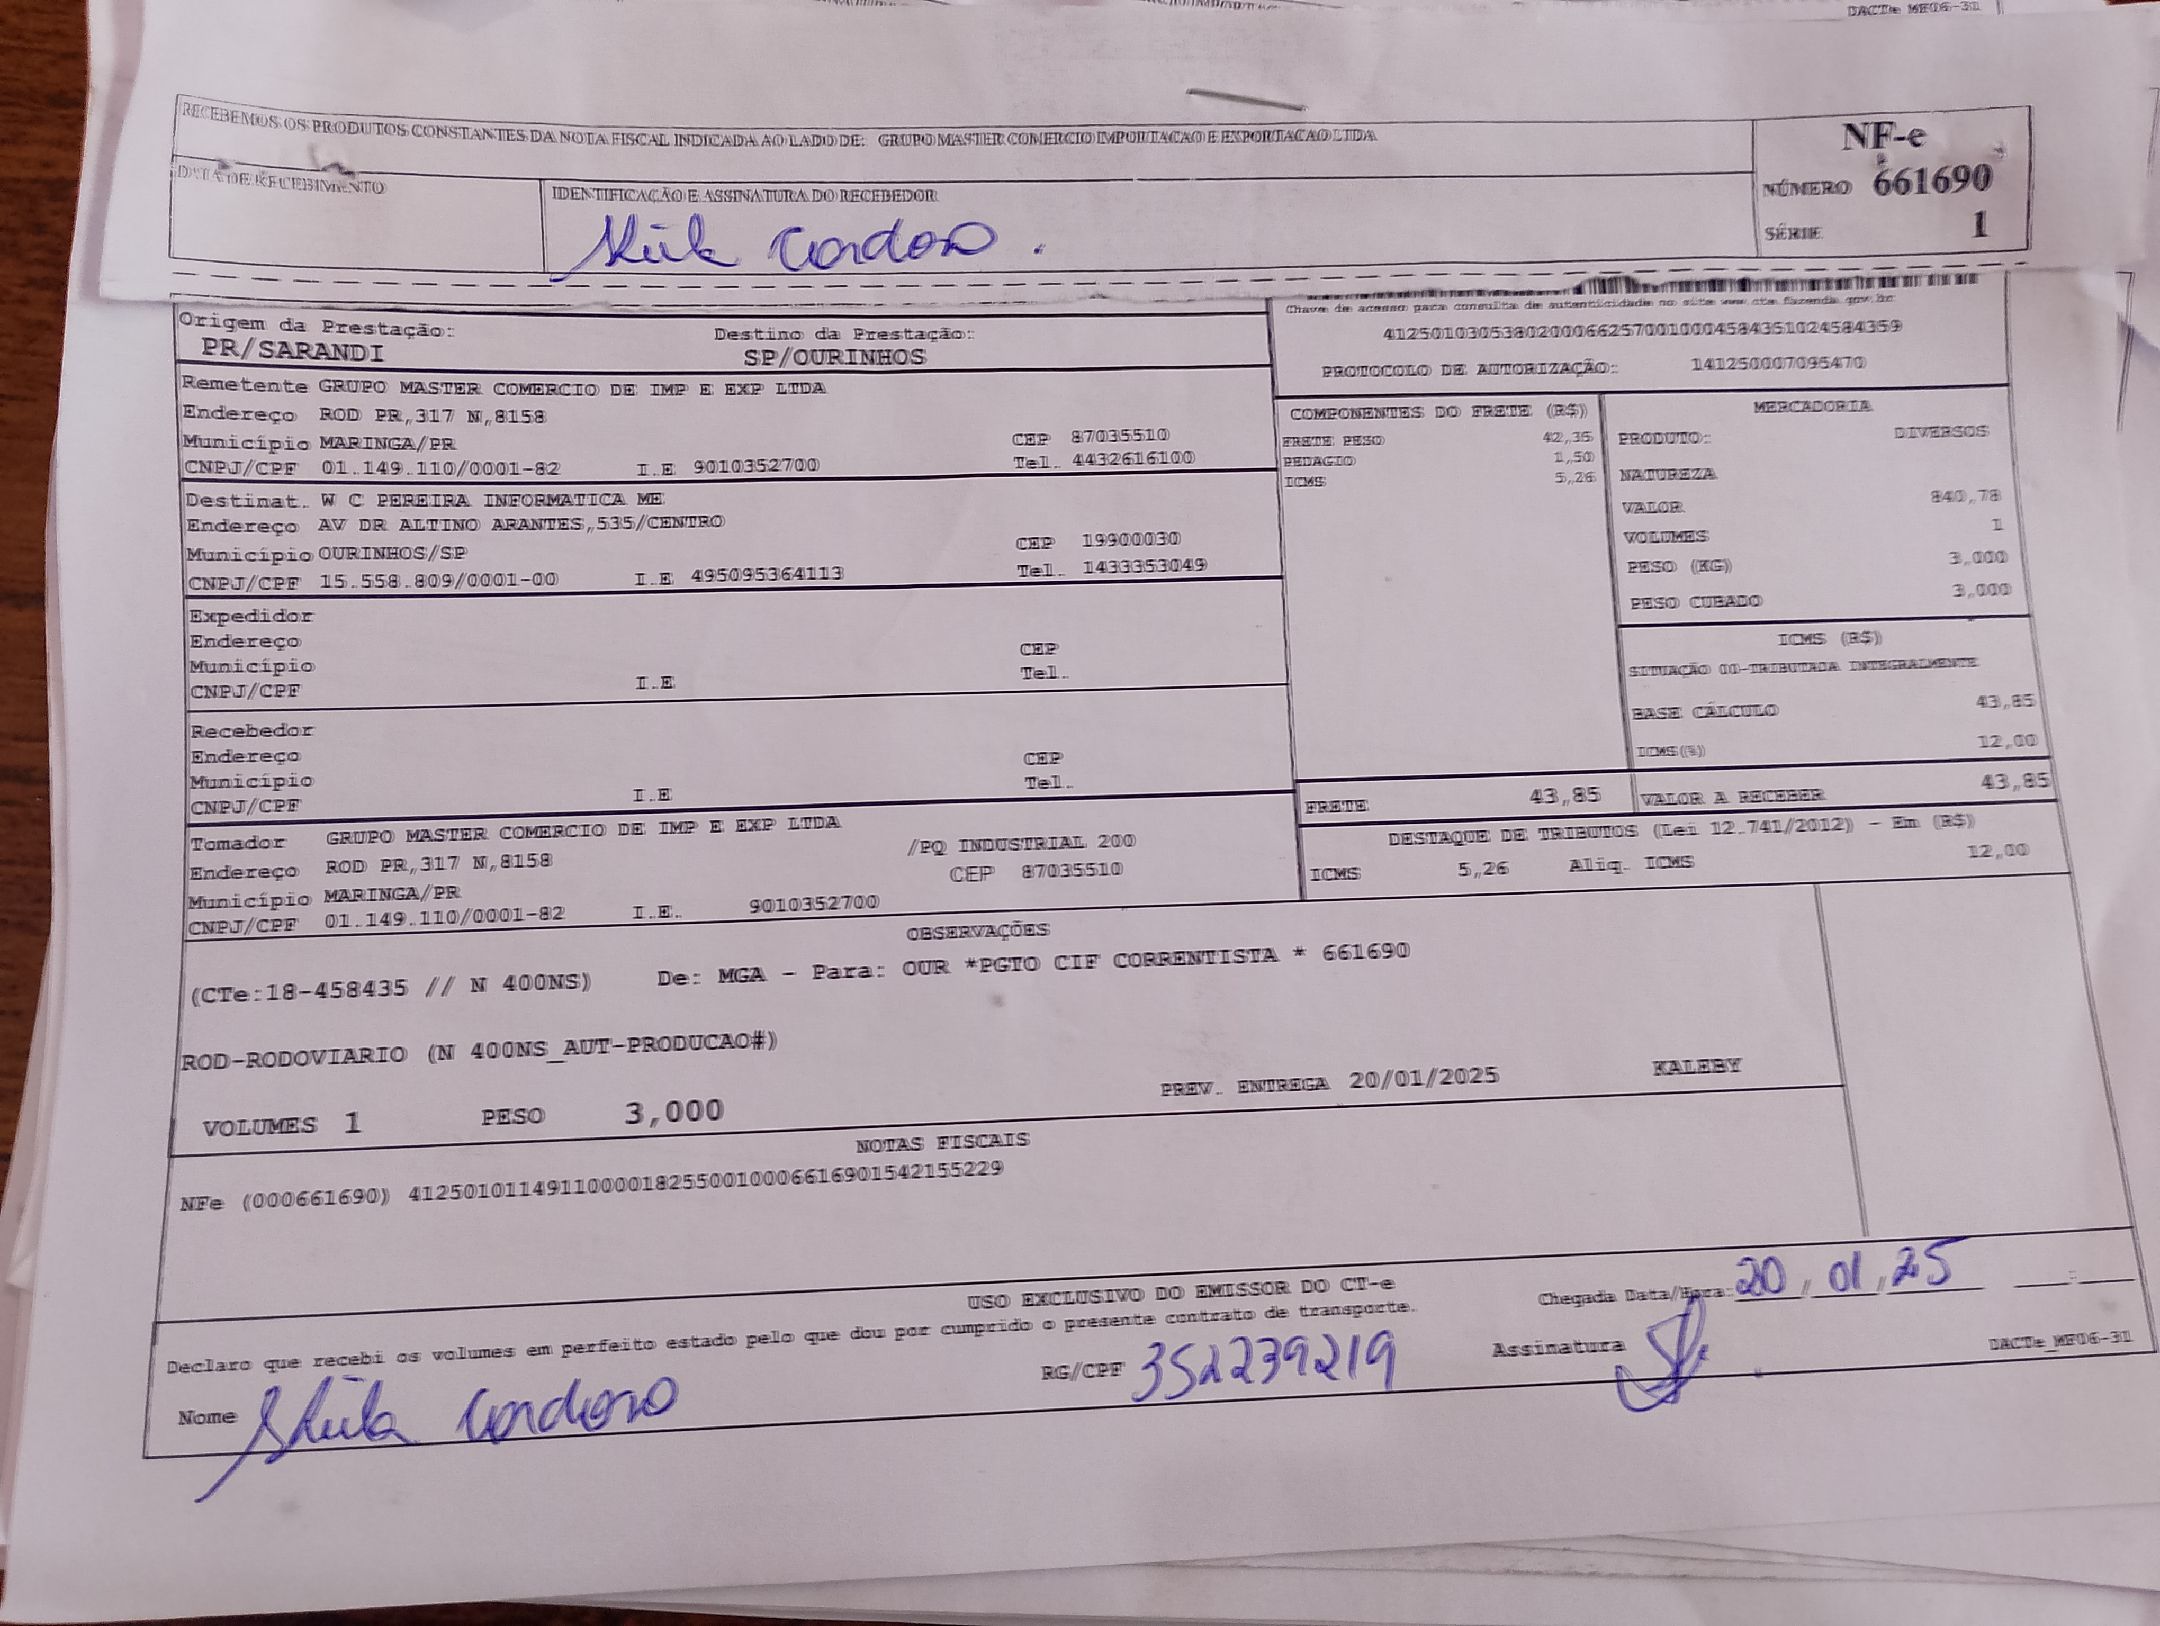 DACTe MF06-31
RECEBEMOS OS PRODUTOS CONSTANTES DA NOTA FISCAL INDICADA AO LADO DE: GRUPO MASTER COMERCIO IMPORTACAO E EXPORTACAO LTDA
NF-e
NÚMERO 661690
SÉRIE 1
DATA DE RECEBIMENTO
IDENTIFICAÇÃO E ASSINATURA DO RECEBEDOR
Cardoso .
Chave de acesso para consulta de autenticidade no site www.cte.fazenda.gov.br
41250103053802000662570010004584351024584359
PROTOCOLO DE AUTORIZAÇÃO: 141250007095470
Origem da Prestação: Destino da Prestação:
PR/SARANDI SP/OURINHOS
Remetente GRUPO MASTER COMERCIO DE IMP E EXP LTDA
Endereço ROD PR,317 N,8158
Município MARINGA/PR CEP 87035510
CNPJ/CPF 01.149.110/0001-82 I.E 9010352700 Tel. 4432616100
Destinat. W C PEREIRA INFORMATICA ME
Endereço AV DR ALTINO ARANTES,535/CENTRO
Município OURINHOS/SP CEP 19900030
CNPJ/CPF 15.558.809/0001-00 I.E 495095364113 Tel. 1433353049
Expedidor
Endereço
Município CEP
CNPJ/CPF I.E Tel.
Recebedor
Endereço
Município CEP
CNPJ/CPF I.E Tel.
Tomador GRUPO MASTER COMERCIO DE IMP E EXP LTDA
Endereço ROD PR,317 N,8158 /PQ INDUSTRIAL 200
Município MARINGA/PR CEP 87035510
CNPJ/CPF 01.149.110/0001-82 I.E. 9010352700
COMPONENTES DO FRETE (R$)
FRETE PESO 42,35
PEDAGIO 1,50
ICMS 5,26
MERCADORIA
PRODUTO: DIVERSOS
NATUREZA
VALOR 840,78
VOLUMES 1
PESO (KG) 3,000
PESO CUBADO 3,000
ICMS (R$)
SITUAÇÃO 00-TRIBUTADA INTEGRALMENTE
BASE CÁLCULO 43,85
ICMS(%) 12,00
FRETE 43,85 VALOR A RECEBER 43,85
DESTAQUE DE TRIBUTOS (Lei 12.741/2012) - Em (R$)
ICMS 5,26 Aliq. ICMS 12,00
OBSERVAÇÕES
(CTe:18-458435 // N 400NS) De: MGA - Para: OUR *PGTO CIF CORRENTISTA * 661690
ROD-RODOVIARIO (N 400NS_AUT-PRODUCAO#)
VOLUMES 1 PESO 3,000 PREV. ENTREGA 20/01/2025 KALEBY
NOTAS FISCAIS
NFe (000661690) 41250101149110000182550010006616901542155229
USO EXCLUSIVO DO EMISSOR DO CT-e
Declaro que recebi os volumes em perfeito estado pelo que dou por cumprido o presente contrato de transporte.
Chegada Data/Hora: 20/01/25 __:__
Nome Cardoso RG/CPF 352239219 Assinatura
DACTe_MF06-31